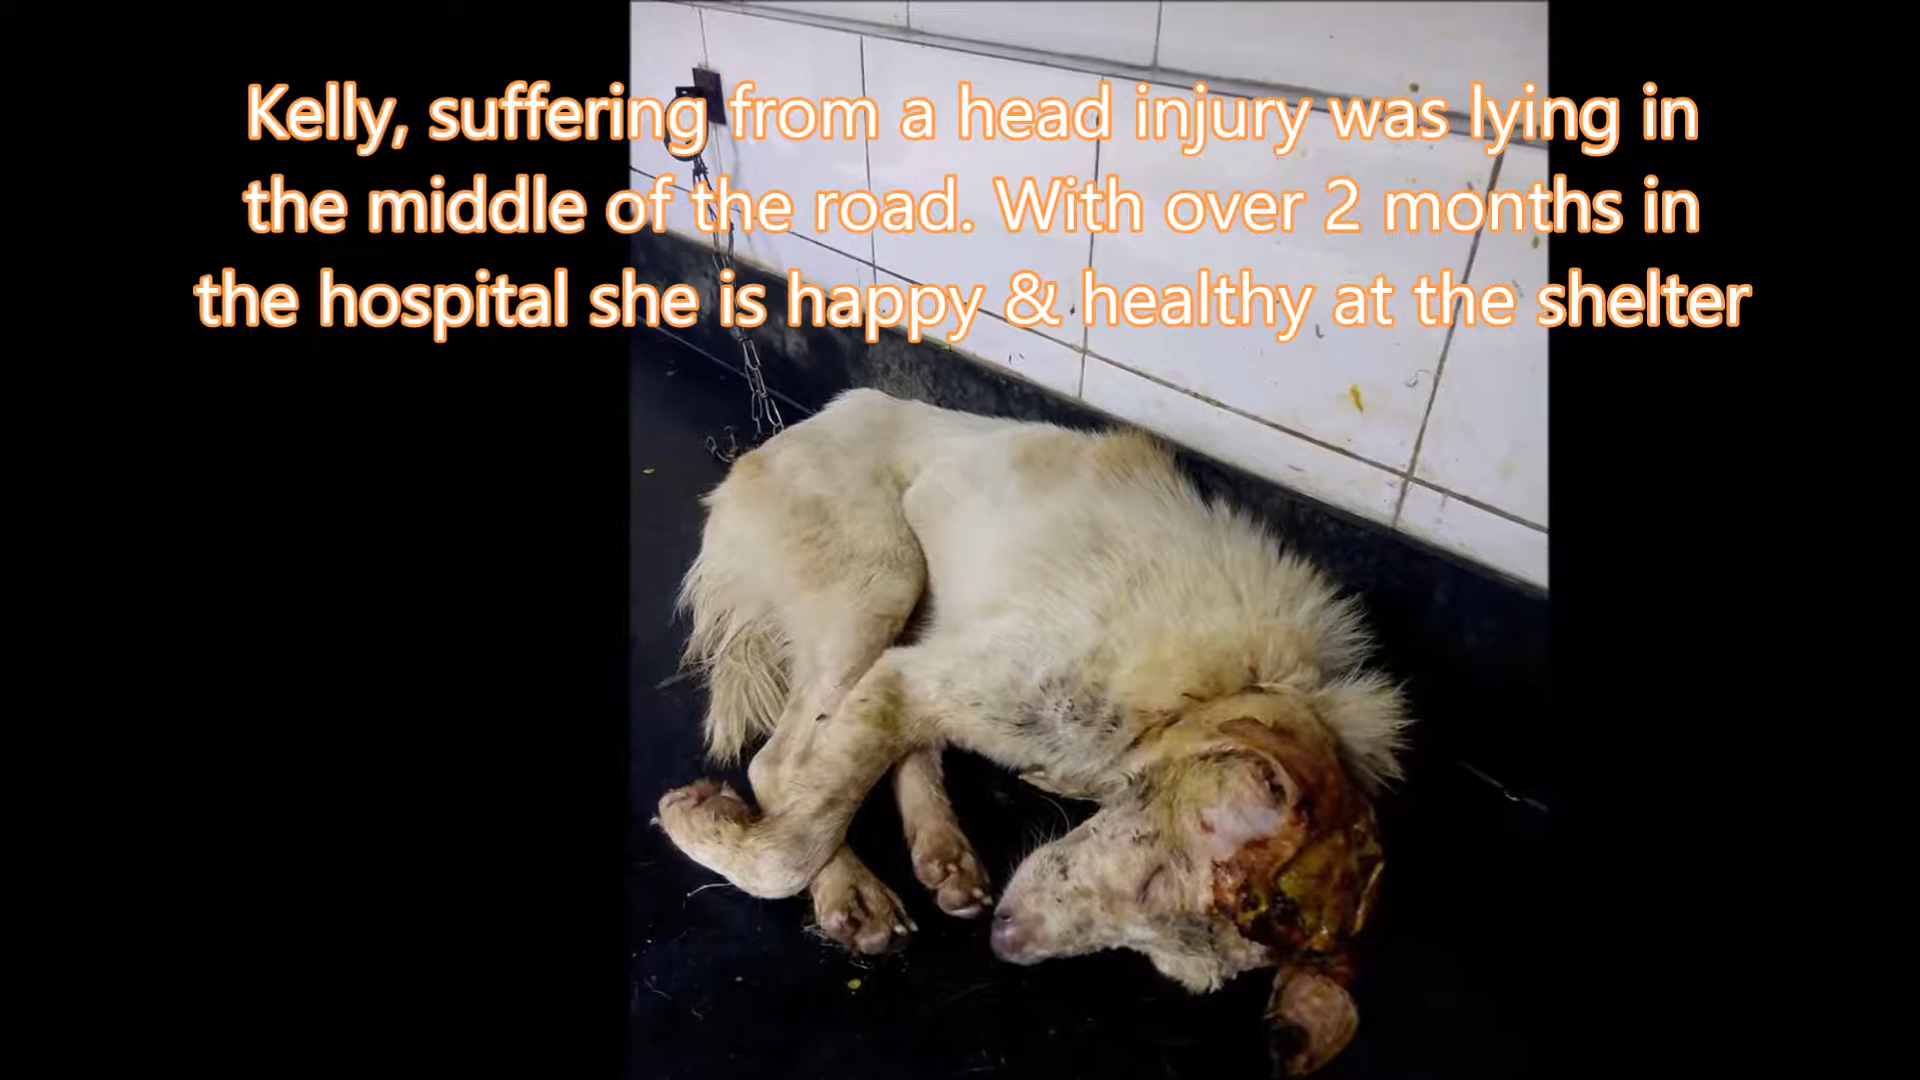 Kelly, suffering from a head injury was lying in
the middle of the road. With over 2 months in
the hospital she is happy & healthy at the shelter